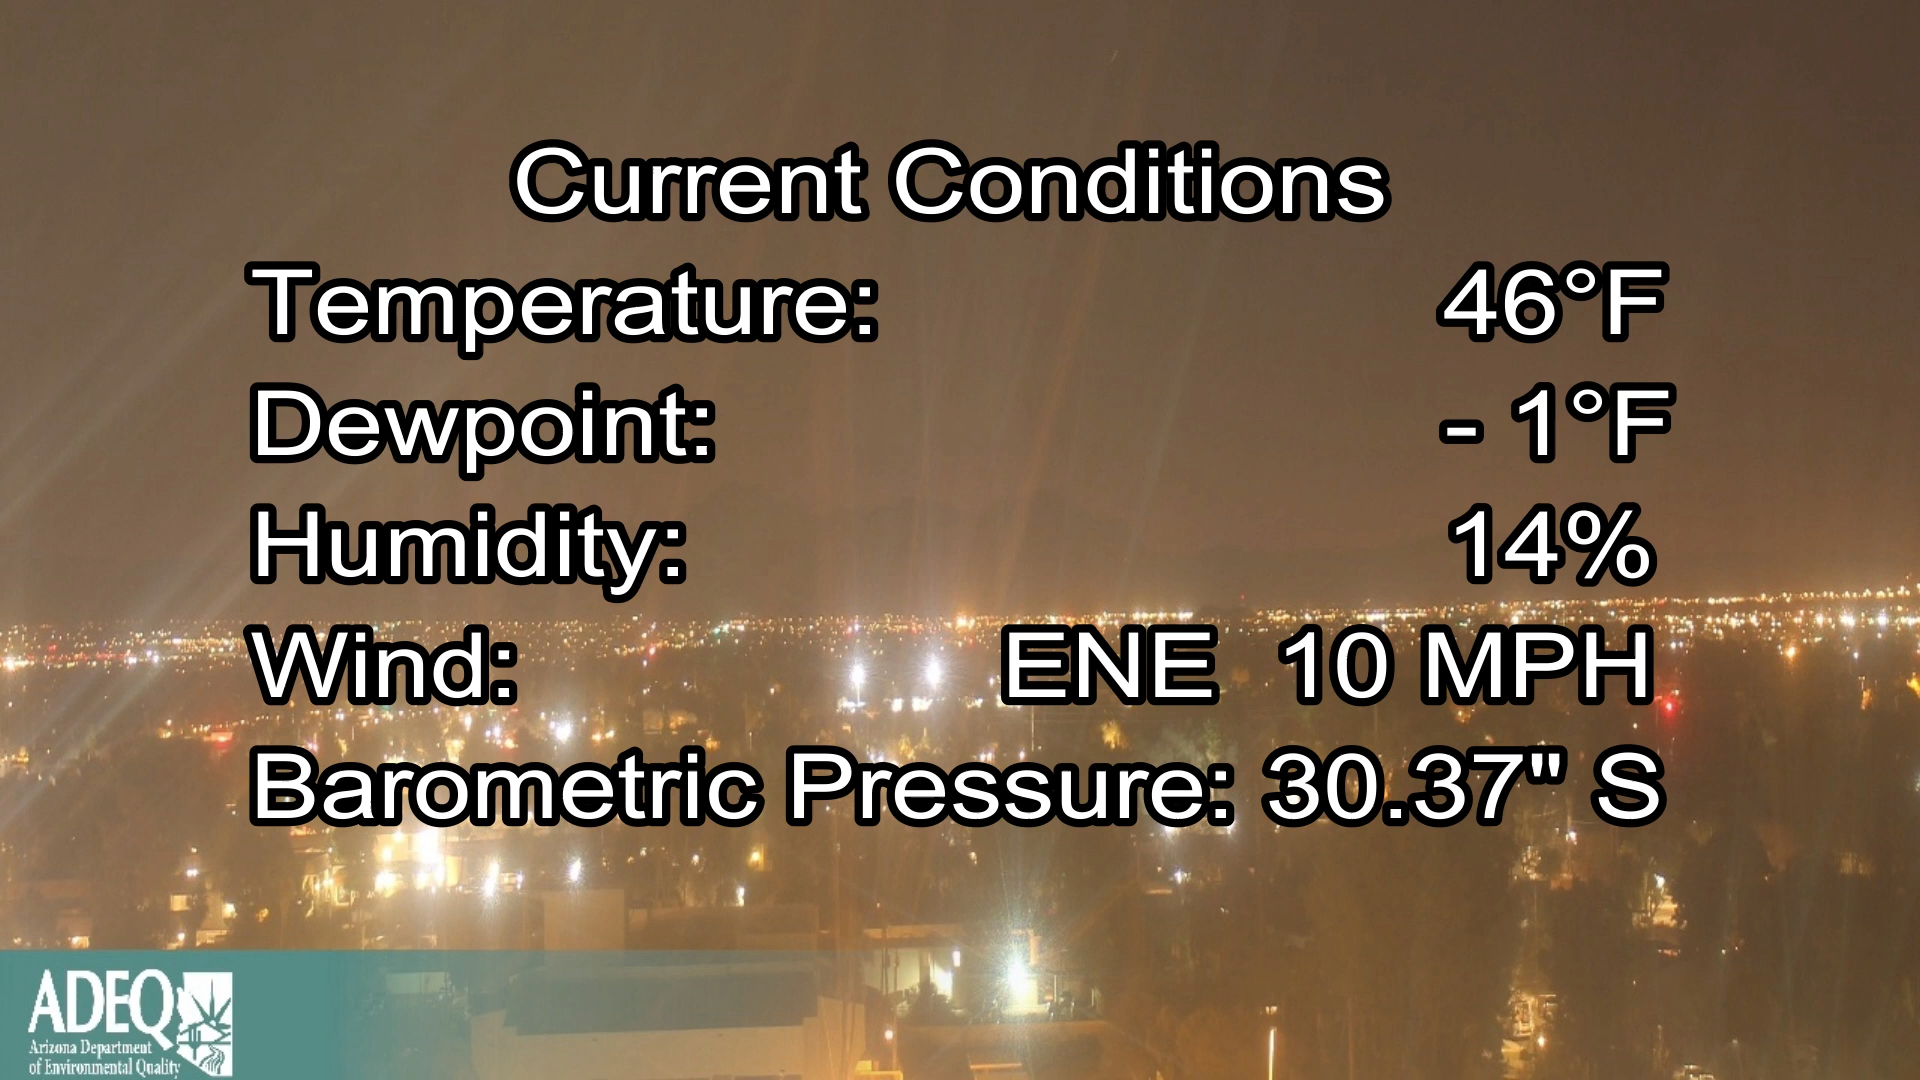 Current Conditions
Temperature: 46°F
Dewpoint: - 1°F
Humidity: 14%
Wind: ENE 10 MPH
Barometric Pressure: 30.37" S
ADEQ
Arizona Department
of Environmental Quality